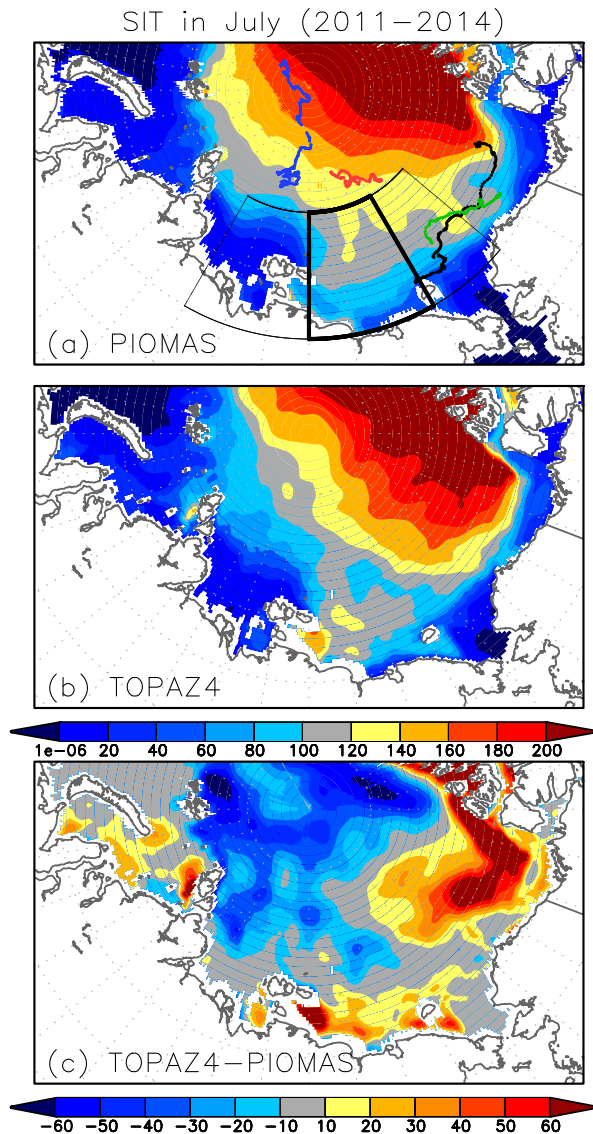 SIT in July (2011−2014)
(a) PIOMAS
(b) TOPAZ4
1e−06 20 40 60 80 100 120 140 160 180 200
(c) TOPAZ4−PIOMAS
−60 −50 −40 −30 −20 −10 10 20 30 40 50 60